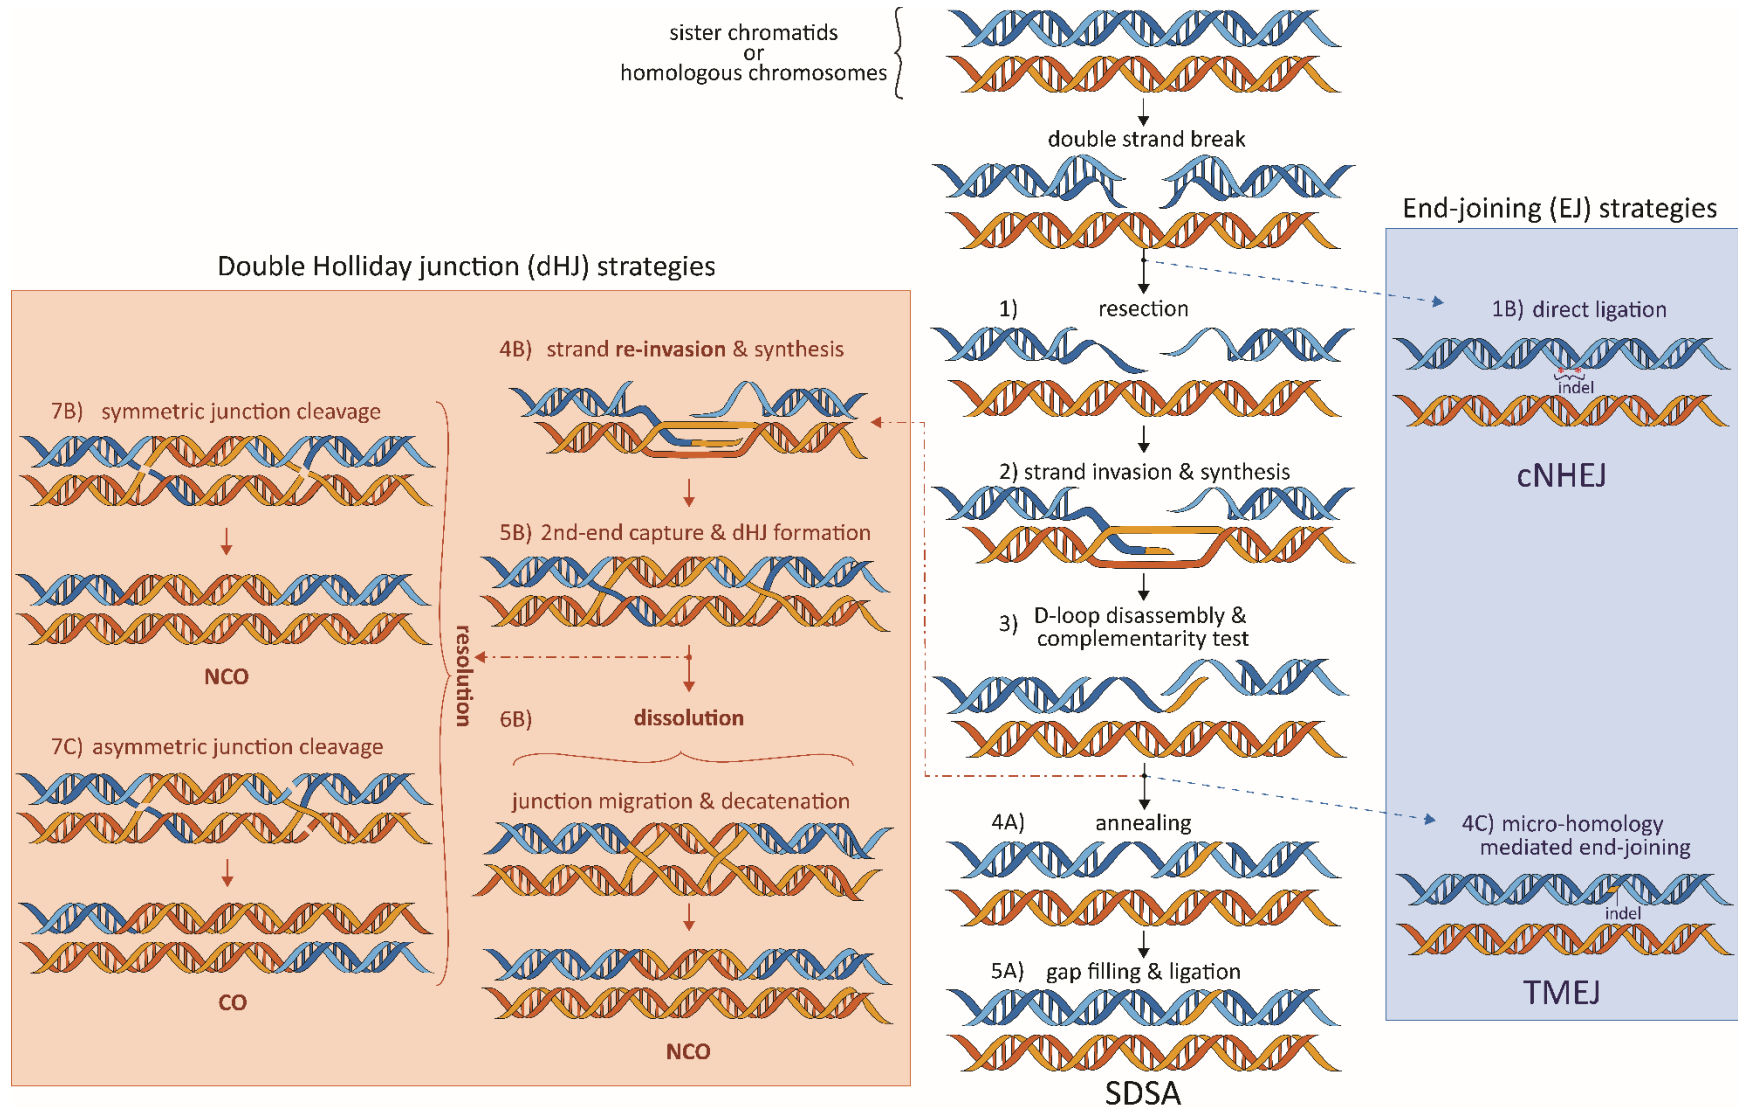 sister chromatids
or
homologous chromosomes
double strand break
End-joining (EJ) strategies
Double Holliday junction (dHJ) strategies
1) resection
1B) direct ligation
indel
cNHEJ
4B) strand re-invasion & synthesis
7B) symmetric junction cleavage
2) strand invasion & synthesis
5B) 2nd-end capture & dHJ formation
3) D-loop disassembly &
complementarity test
resolution
NCO
6B) dissolution
7C) asymmetric junction cleavage
junction migration & decatenation
4A) annealing
4C) micro-homology
mediated end-joining
indel
TMEJ
5A) gap filling & ligation
CO
NCO
SDSA